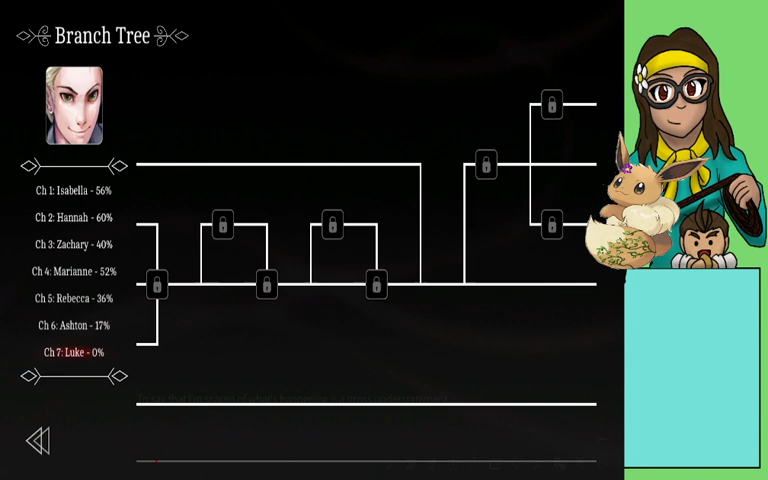 Branch Tree
Ch 1: Isabella - 56%
Ch 2: Hannah - 60%
Ch 3: Zachary - 40%
Ch 4: Marianne - 52%
Ch 5: Rebecca - 36%
Ch 6: Ashton - 17%
Ch 7: Luke - 0%